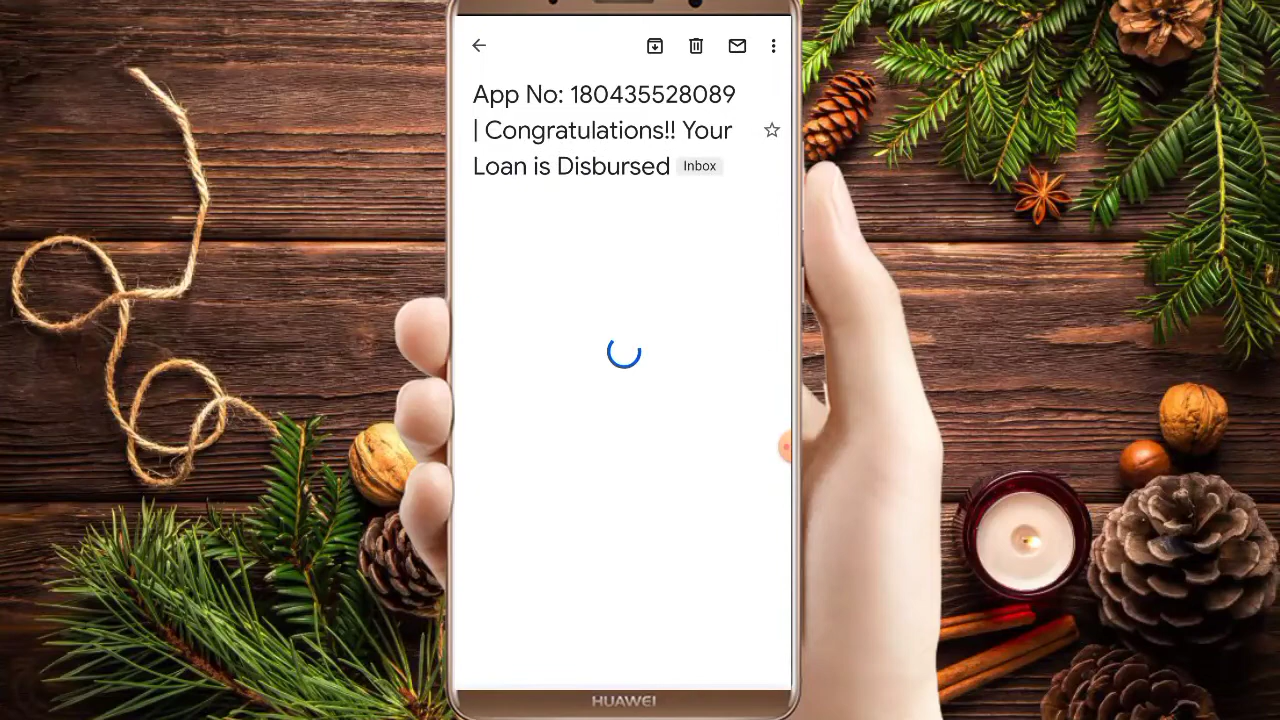 App No: 180435528089
| Congratulations!! Your
Loan is Disbursed Inbox
HUAWEI